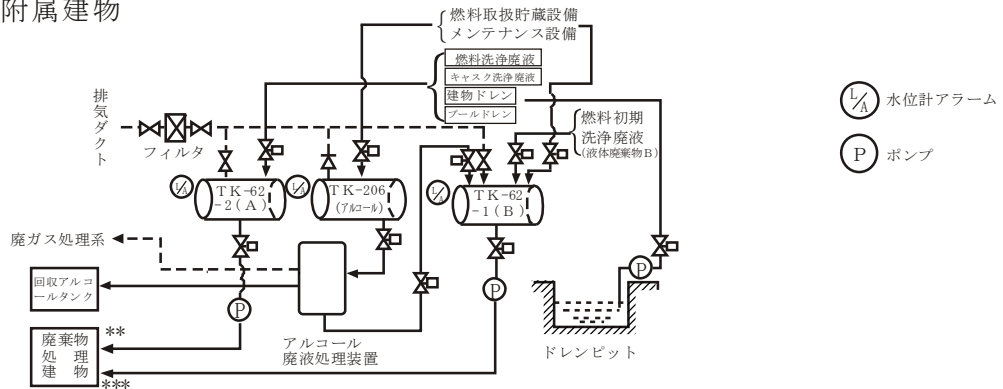 附属建物
燃料取扱貯蔵設備
メンテナンス設備
燃料洗浄廃液
キャスク洗浄廃液
建物ドレン
プールドレン
排気ダクト
フィルタ
燃料初期
洗浄廃液
(液体廃棄物B)
L/A
水位計アラーム
P
ポンプ
L/A
TK-62
-2(A)
L/A
TK-206
(アルコール)
L/A
TK-62
-1(B)
廃ガス処理系
回収アルコ
ールタンク
P
P
P
アルコール
廃液処理装置
ドレンピット
廃棄物
処理
建物
**
***